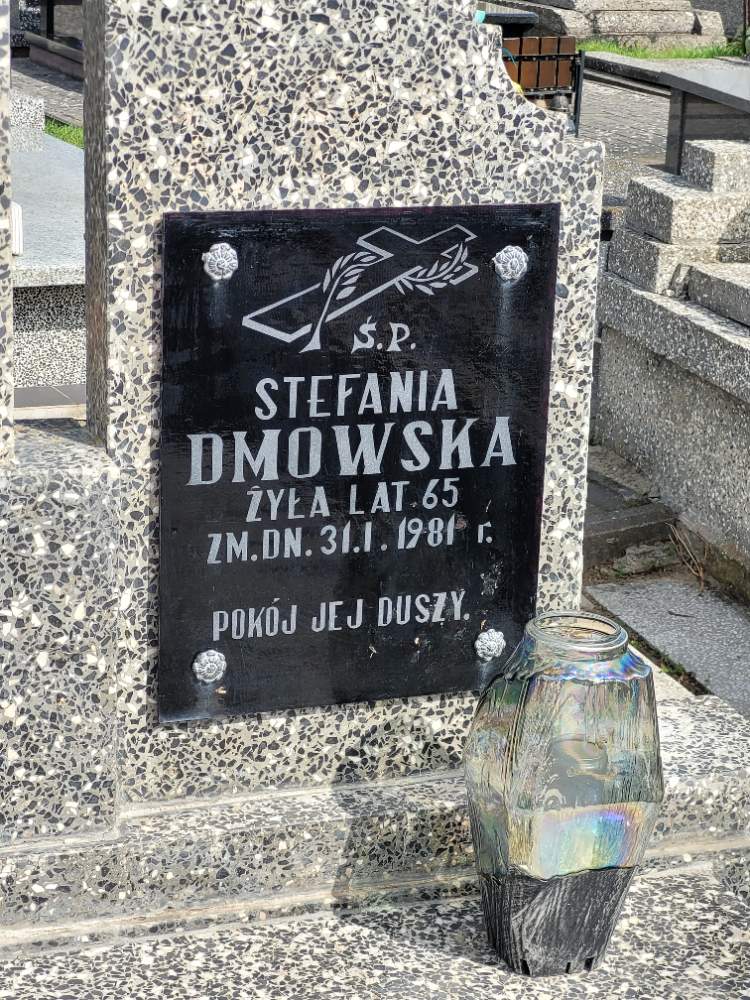 Ś.P.
STEFANIA
DMOWSKA
ŻYŁA LAT 65
ZM.DN.31.I.1981 r.
POKÓJ JEJ DUSZY.